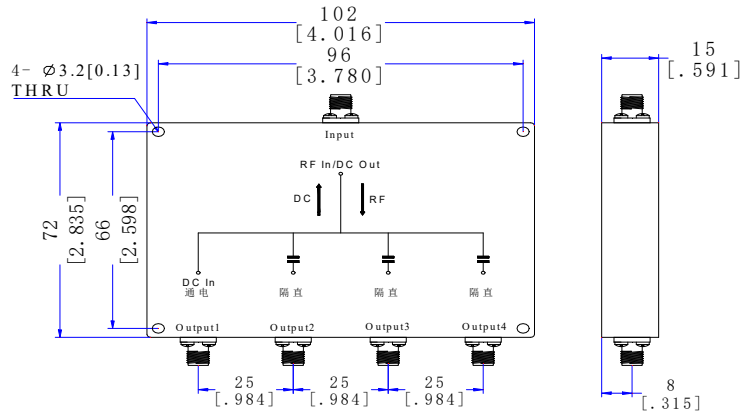 102
[4.016]
96
[3.780]
15
[.591]
4- Ø3.2[0.13]
THRU
Input
RF In/DC Out
DC
RF
72
[2.835]
66
[2.598]
DC In
通电
隔直
隔直
隔直
Output1
Output2
Output3
Output4
25
[.984]
25
[.984]
25
[.984]
8
[.315]